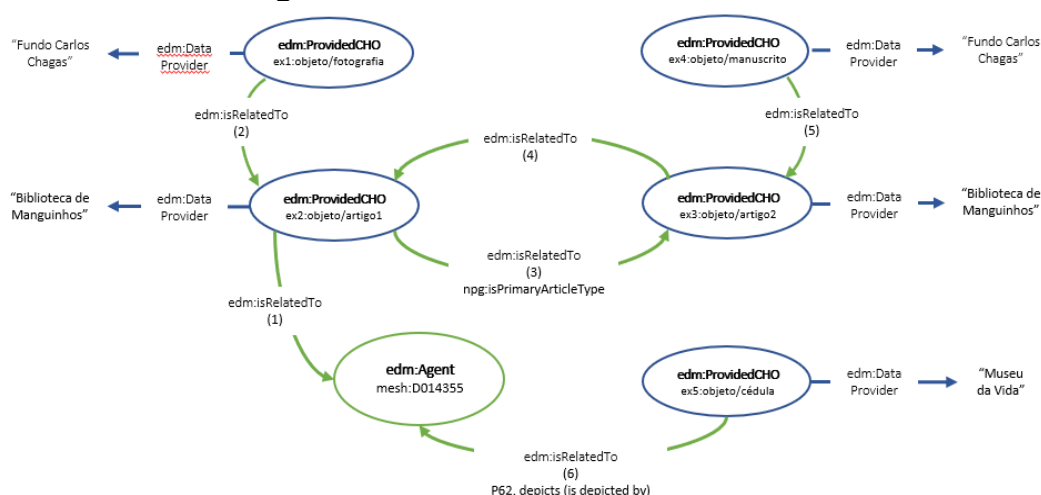 edm:ProvidedCHO
ex1:objeto/fotografia
edm:Data
Provider
“Fundo Carlos
Chagas”
edm:ProvidedCHO
ex4:objeto/manuscrito
edm:Data
Provider
“Fundo Carlos
Chagas”
edm:isRelatedTo
(2)
edm:isRelatedTo
(4)
edm:isRelatedTo
(5)
“Biblioteca de
Manguinhos”
edm:Data
Provider
edm:ProvidedCHO
ex2:objeto/artigo1
edm:ProvidedCHO
ex3:objeto/artigo2
edm:Data
Provider
“Biblioteca de
Manguinhos”
edm:isRelatedTo
(3)
npg:isPrimaryArticleType
edm:isRelatedTo
(1)
edm:Agent
mesh:D014355
edm:ProvidedCHO
ex5:objeto/cédula
edm:Data
Provider
“Museu
da Vida”
edm:isRelatedTo
(6)
P62, depicts (is depicted by)